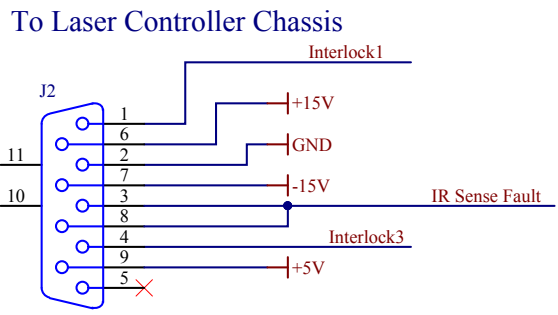 To Laser Controller Chassis
Interlock1
J2
1
+15V
6
GND
2
11
7
-15V
10
3
IR Sense Fault
8
4
Interlock3
9
+5V
5